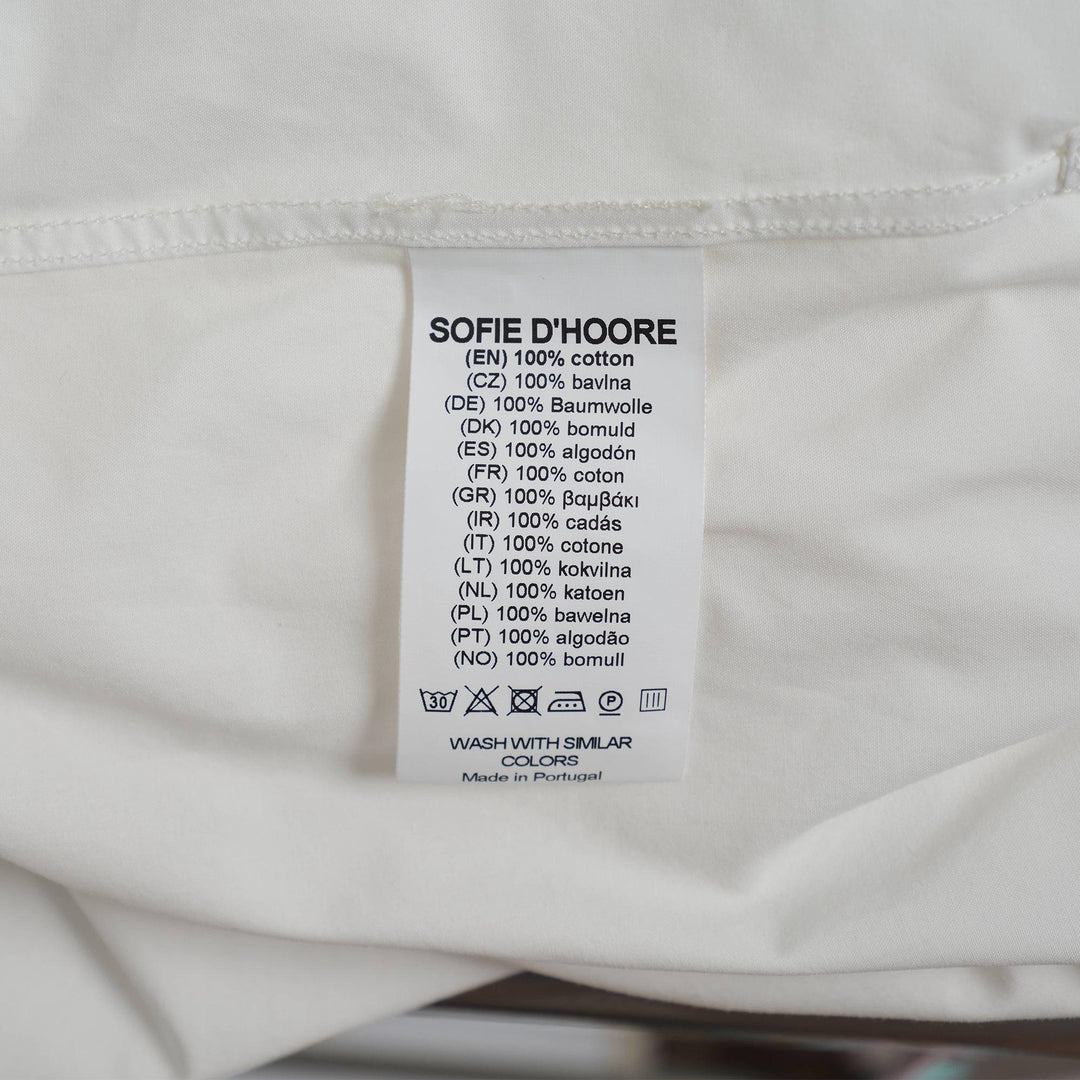 SOFIE D'HOORE
(EN) 100% cotton
(CZ) 100% bavlna
(DE) 100% Baumwolle
(DK) 100% bomuld
(ES) 100% algodón
(FR) 100% coton
(GR) 100% βαμβάκι
(IR) 100% cadás
(IT) 100% cotone
(LT) 100% kokvilna
(NL) 100% katoen
(PL) 100% bawelna
(PT) 100% algodão
(NO) 100% bomull
30 P
WASH WITH SIMILAR
COLORS
Made in Portugal